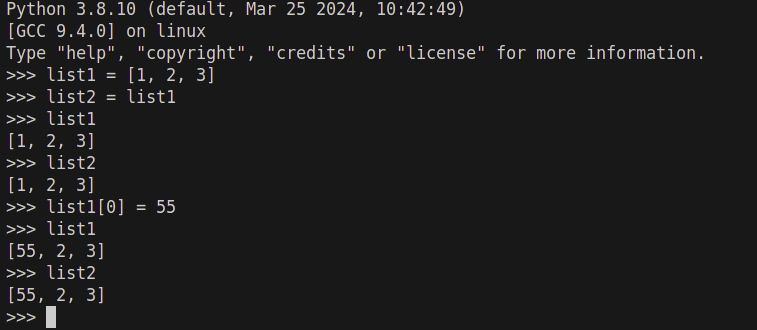 Python 3.8.10 (default, Mar 25 2024, 10:42:49)
[GCC 9.4.0] on linux
Type "help", "copyright", "credits" or "license" for more information.
>>> list1 = [1, 2, 3]
>>> list2 = list1
>>> list1
[1, 2, 3]
>>> list2
[1, 2, 3]
>>> list1[0] = 55
>>> list1
[55, 2, 3]
>>> list2
[55, 2, 3]
>>>